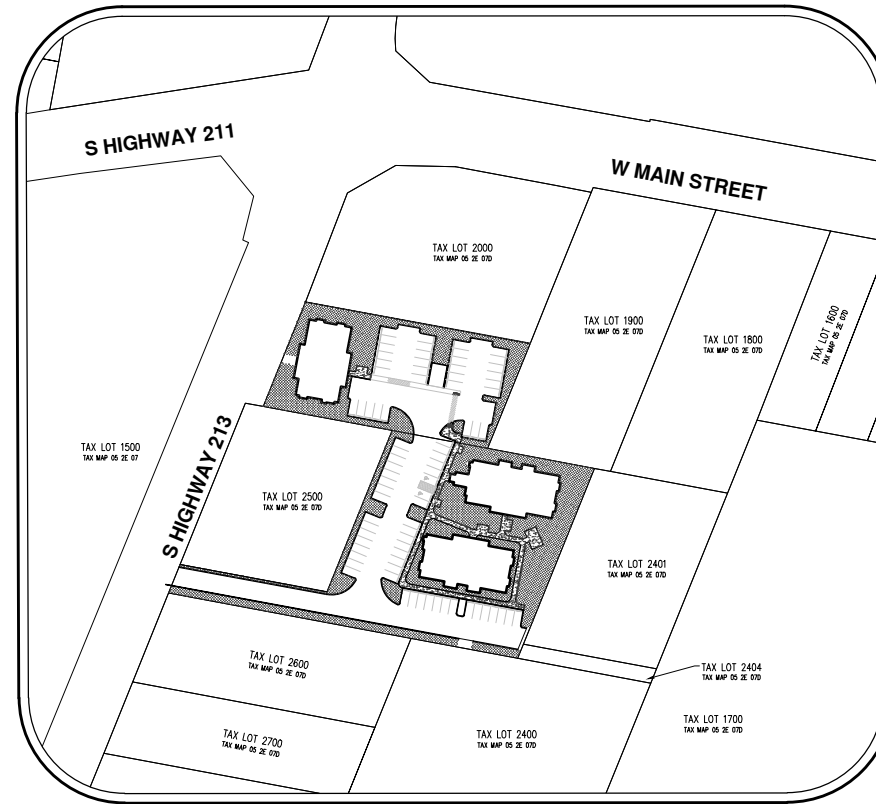 S HIGHWAY 211
W MAIN STREET
TAX LOT 2000
TAX MAP 05 2E 07D
TAX LOT 1900
TAX MAP 05 2E 07D
TAX LOT 1800
TAX MAP 05 2E 07D
TAX LOT 1600
TAX MAP 05 2E 07D
TAX LOT 1500
TAX MAP 05 2E 07
S HIGHWAY 213
TAX LOT 2500
TAX MAP 05 2E 07D
TAX LOT 2401
TAX MAP 05 2E 07D
TAX LOT 2600
TAX MAP 05 2E 07D
TAX LOT 2404
TAX MAP 05 2E 07D
TAX LOT 2700
TAX MAP 05 2E 07D
TAX LOT 2400
TAX MAP 05 2E 07D
TAX LOT 1700
TAX MAP 05 2E 07D